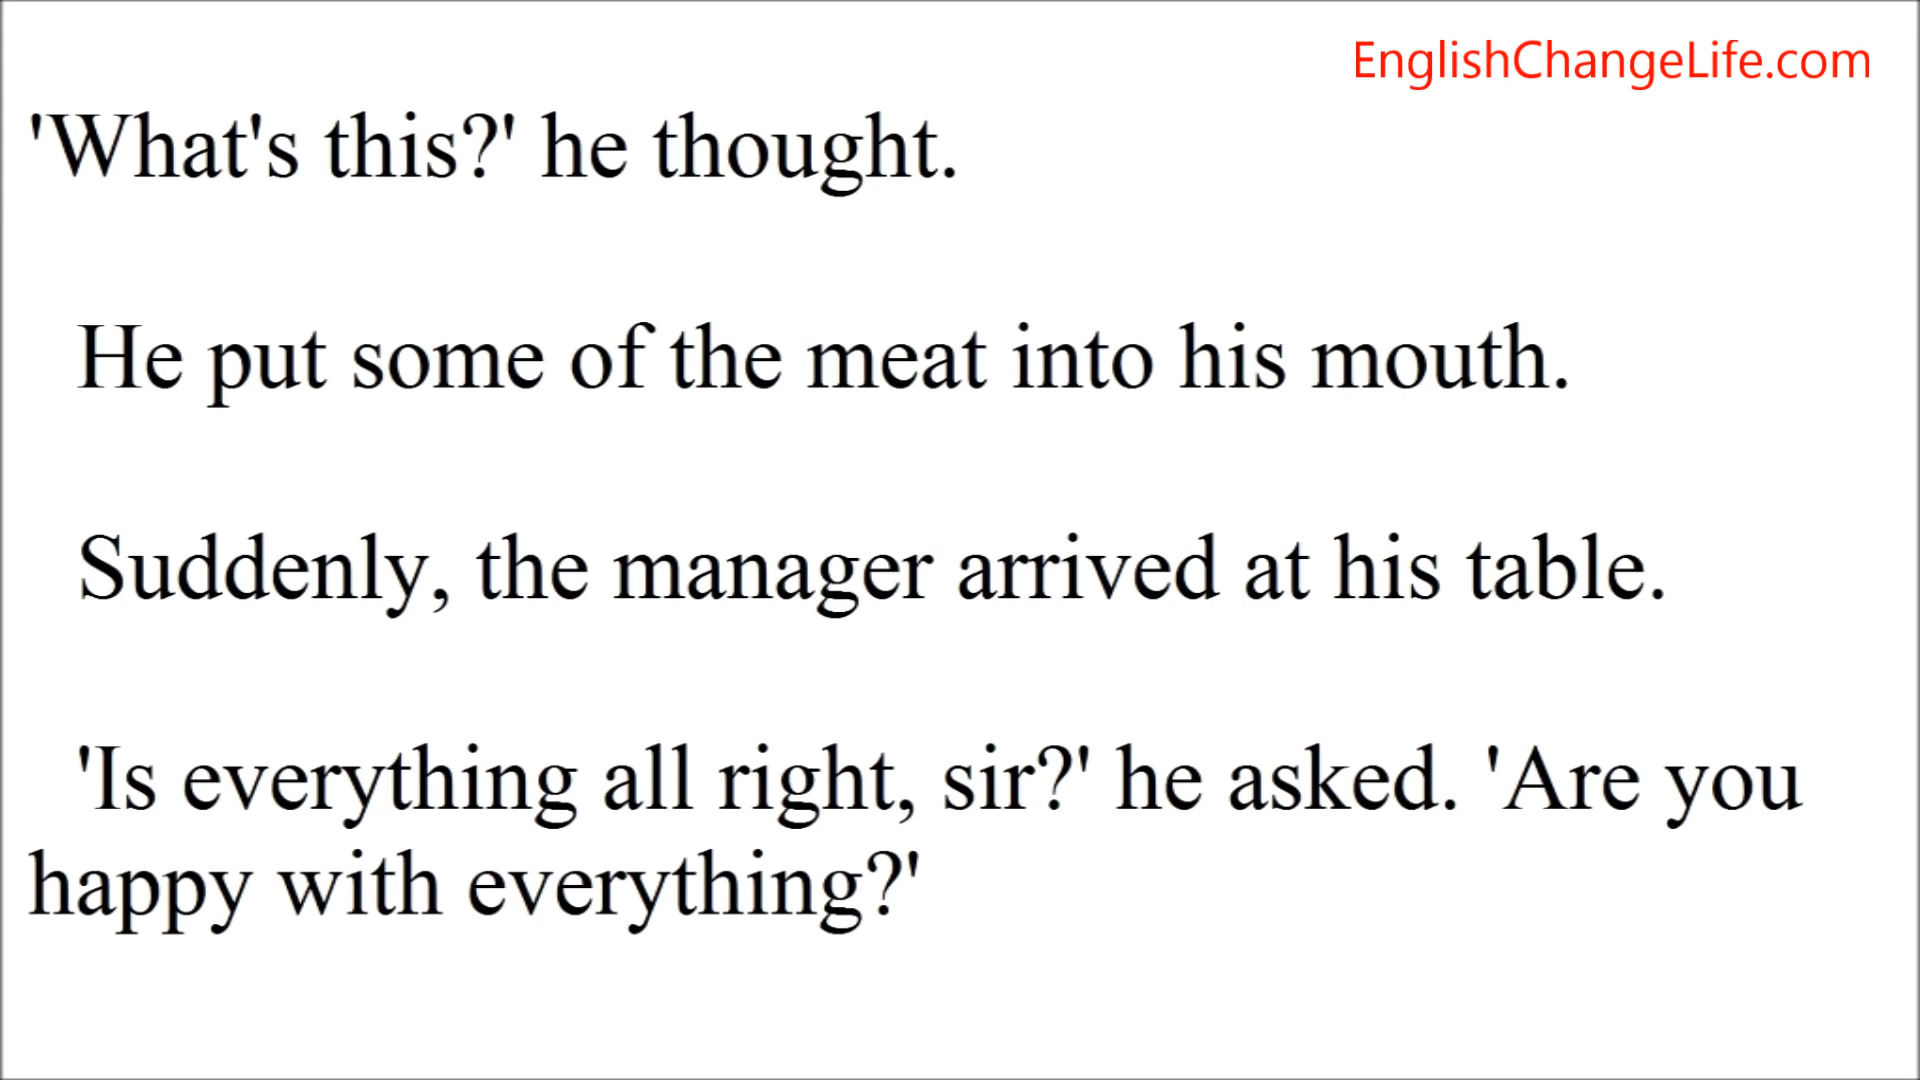 EnglishChangeLife.com
'What's this?' he thought.
He put some of the meat into his mouth.
Suddenly, the manager arrived at his table.
'Is everything all right, sir?' he asked. 'Are you
happy with everything?'